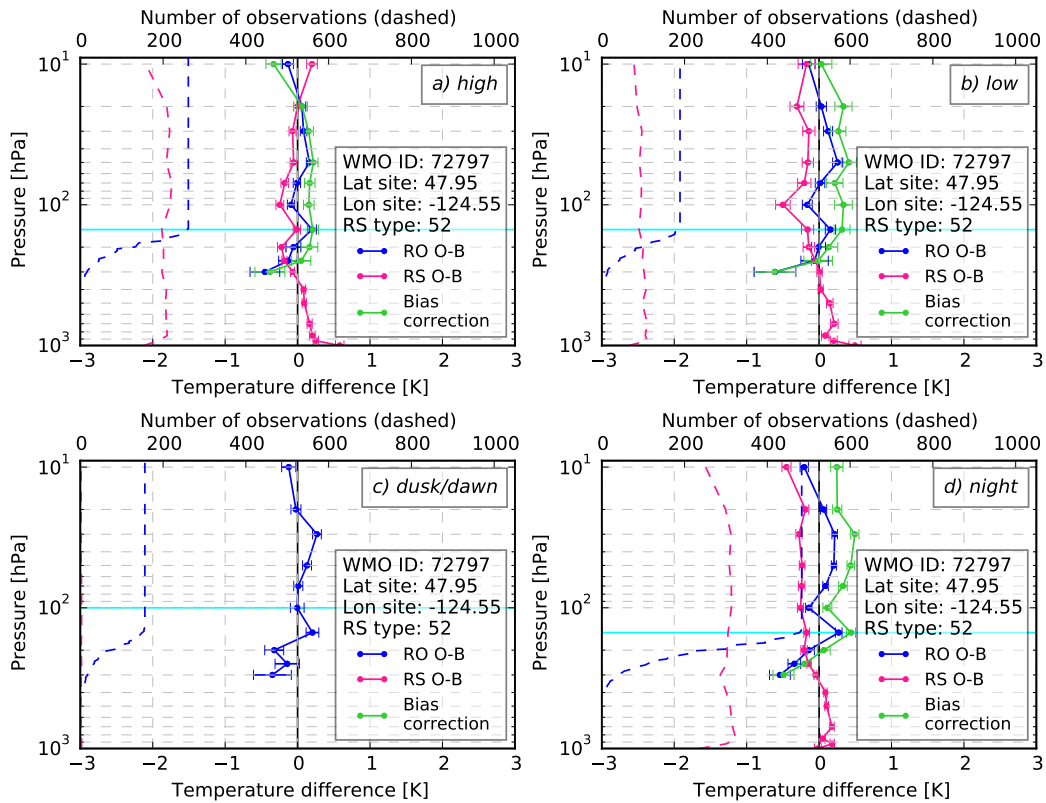 Number of observations (dashed)
0 200 400 600 800 1000
a) high
Pressure [hPa]
10^1
10^2
10^3
WMO ID: 72797
Lat site: 47.95
Lon site: -124.55
RS type: 52
RO O-B
RS O-B
Bias
correction
−3 −2 −1 0 1 2 3
Temperature difference [K]
Number of observations (dashed)
0 200 400 600 800 1000
b) low
Pressure [hPa]
10^1
10^2
10^3
WMO ID: 72797
Lat site: 47.95
Lon site: -124.55
RS type: 52
RO O-B
RS O-B
Bias
correction
−3 −2 −1 0 1 2 3
Temperature difference [K]
Number of observations (dashed)
0 200 400 600 800 1000
c) dusk/dawn
Pressure [hPa]
10^1
10^2
10^3
WMO ID: 72797
Lat site: 47.95
Lon site: -124.55
RS type: 52
RO O-B
RS O-B
Bias
correction
−3 −2 −1 0 1 2 3
Temperature difference [K]
Number of observations (dashed)
0 200 400 600 800 1000
d) night
Pressure [hPa]
10^1
10^2
10^3
WMO ID: 72797
Lat site: 47.95
Lon site: -124.55
RS type: 52
RO O-B
RS O-B
Bias
correction
−3 −2 −1 0 1 2 3
Temperature difference [K]